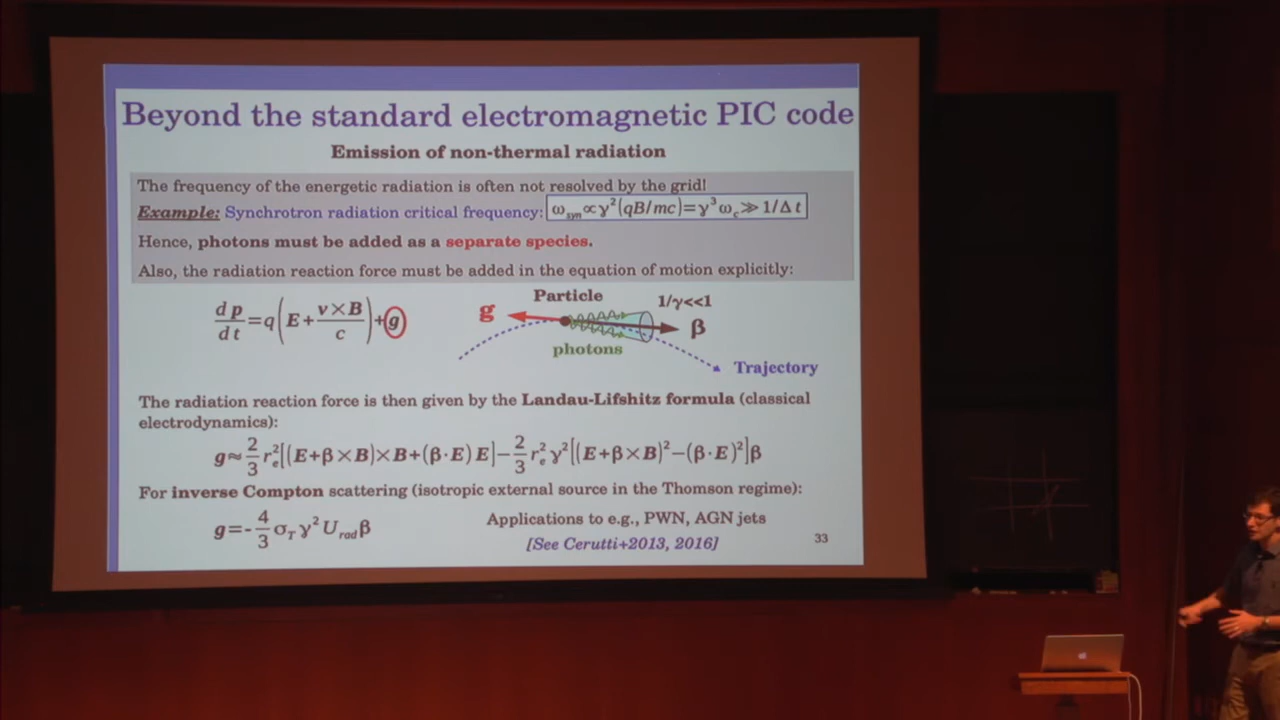 Beyond the standard electromagnetic PIC code
Emission of non-thermal radiation
The frequency of the energetic radiation is often not resolved by the grid!
Example: Synchrotron radiation critical frequency: ω_syn ∝ γ²(qB/mc)=γ³ω_c ≫ 1/Δt
Hence, photons must be added as a separate species.
Also, the radiation reaction force must be added in the equation of motion explicitly:
dp/dt = q(E + v×B/c) + g
Particle
1/γ<<1
g
β
photons
Trajectory
The radiation reaction force is then given by the Landau-Lifshitz formula (classical
electrodynamics):
g ≈ 2/3 r_e²[(E+β×B)×B+(β·E)E] − 2/3 r_e² γ²[(E+β×B)²−(β·E)²]β
For inverse Compton scattering (isotropic external source in the Thomson regime):
g = - 4/3 σ_T γ² U_rad β
Applications to e.g., PWN, AGN jets
[See Cerutti+2013, 2016]
33